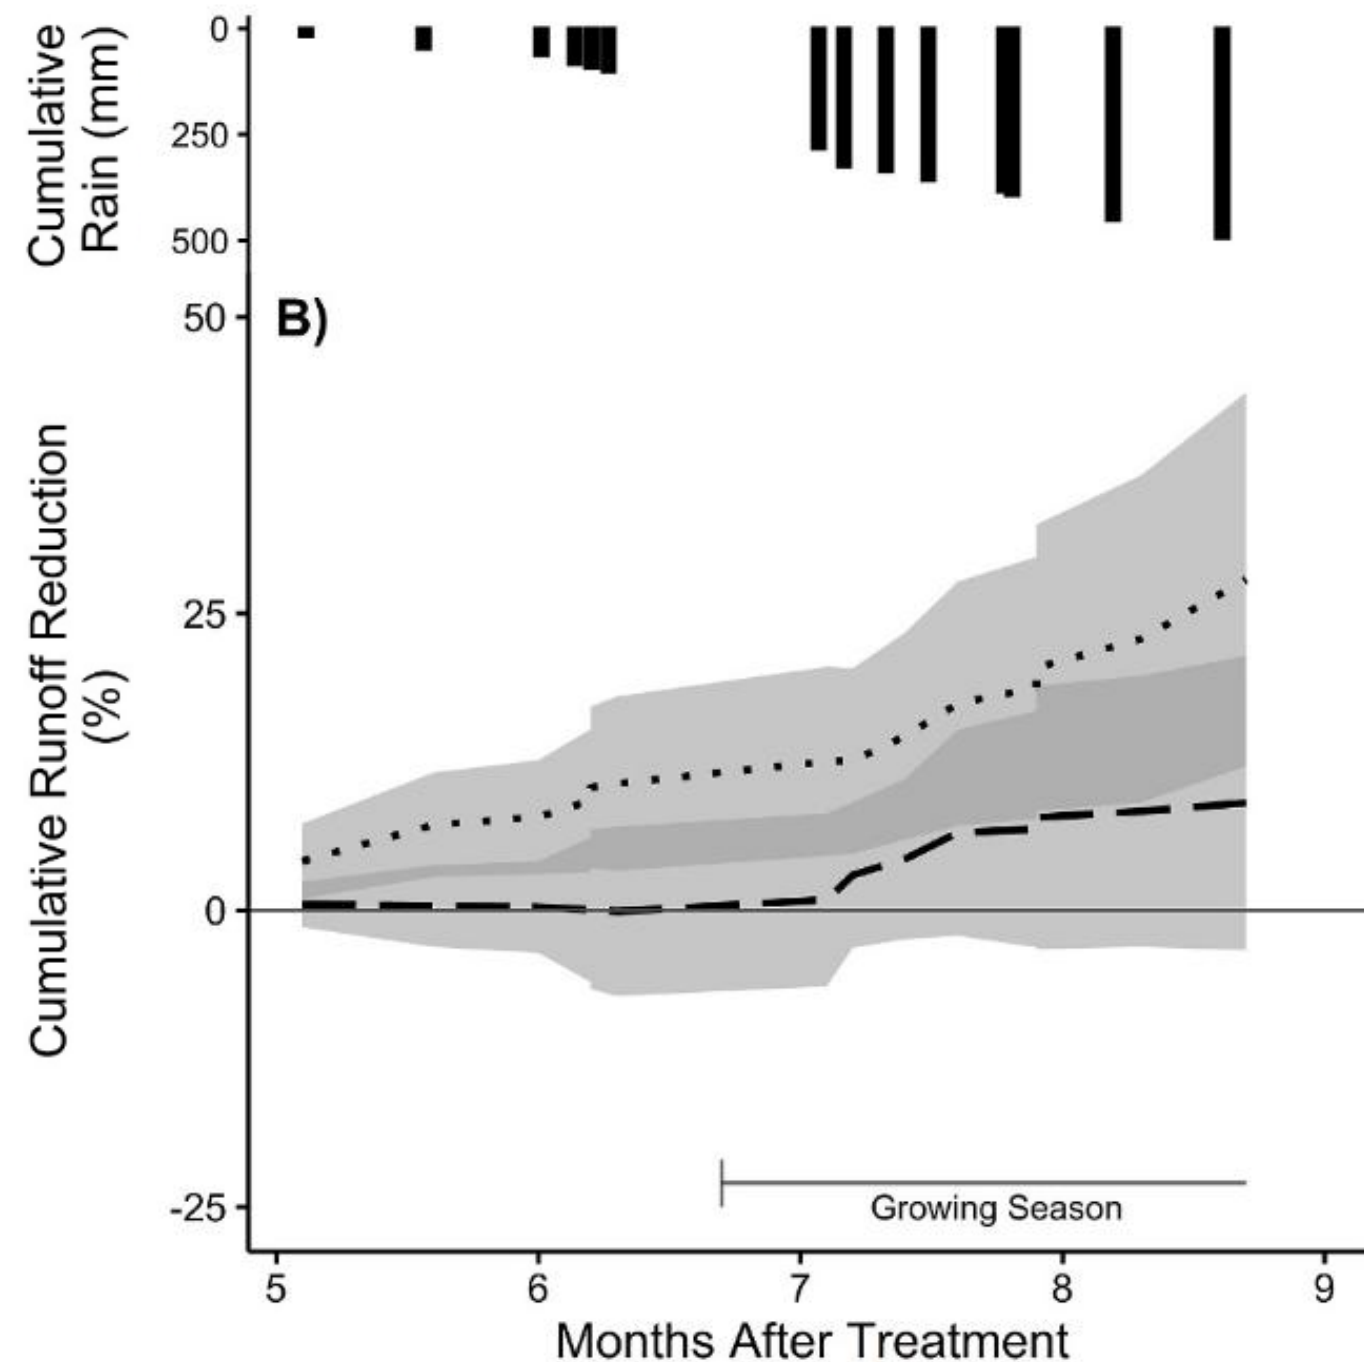 Cumulative
Rain (mm)
0
250
500
B)
Cumulative Runoff Reduction
(%)
50
25
0
-25
Growing Season
5 6 7 8 9
Months After Treatment